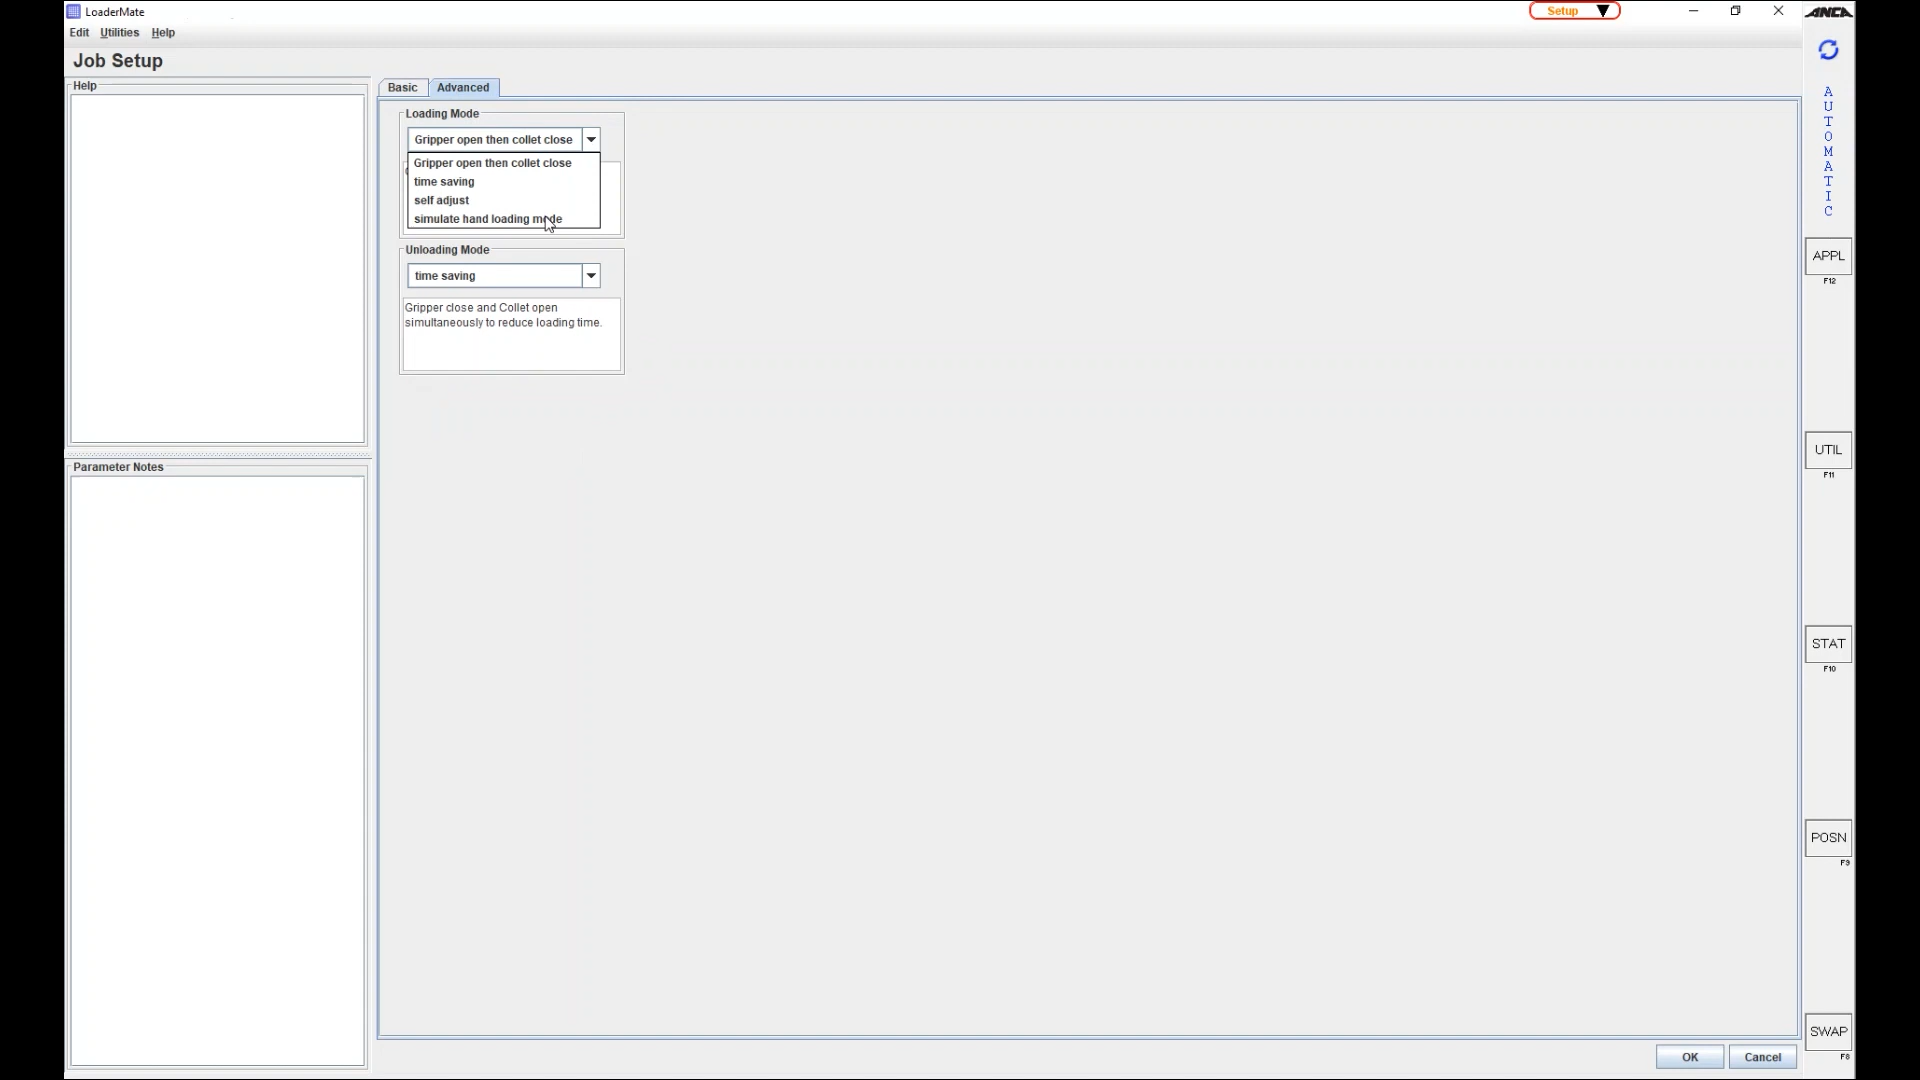 LoaderMate
Setup
ANCA
Edit Utilities Help
Job Setup
Help
Basic Advanced
Loading Mode
Gripper open then collet close
Gripper open then collet close
time saving
self adjust
simulate hand loading mode
Unloading Mode
time saving
Gripper close and Collet open
simultaneously to reduce loading time.
Parameter Notes
AUTOMATIC
APPL
F12
UTIL
F11
STAT
F10
POSN
F9
SWAP
F8
OK Cancel